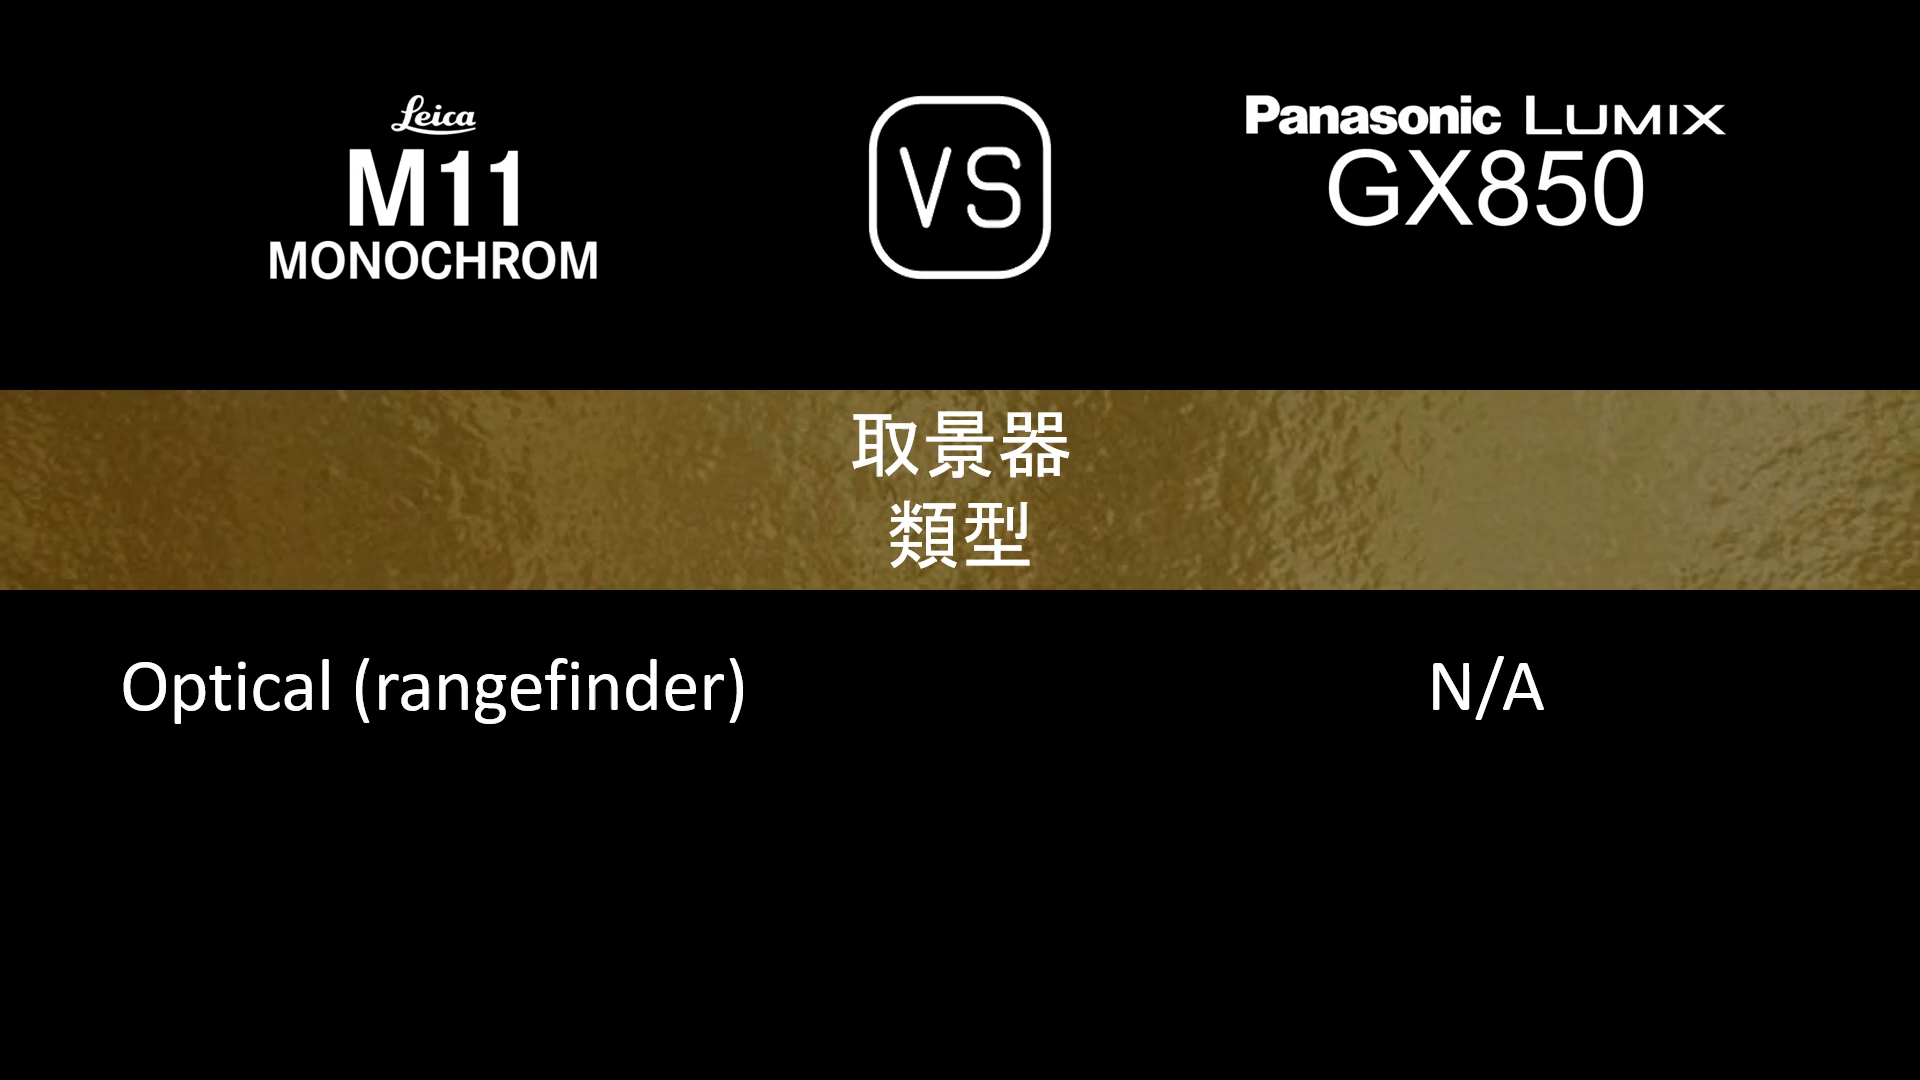 Leica
M11
MONOCHROM
VS
Panasonic LUMIX
GX850
取景器
類型
Optical (rangefinder)
N/A